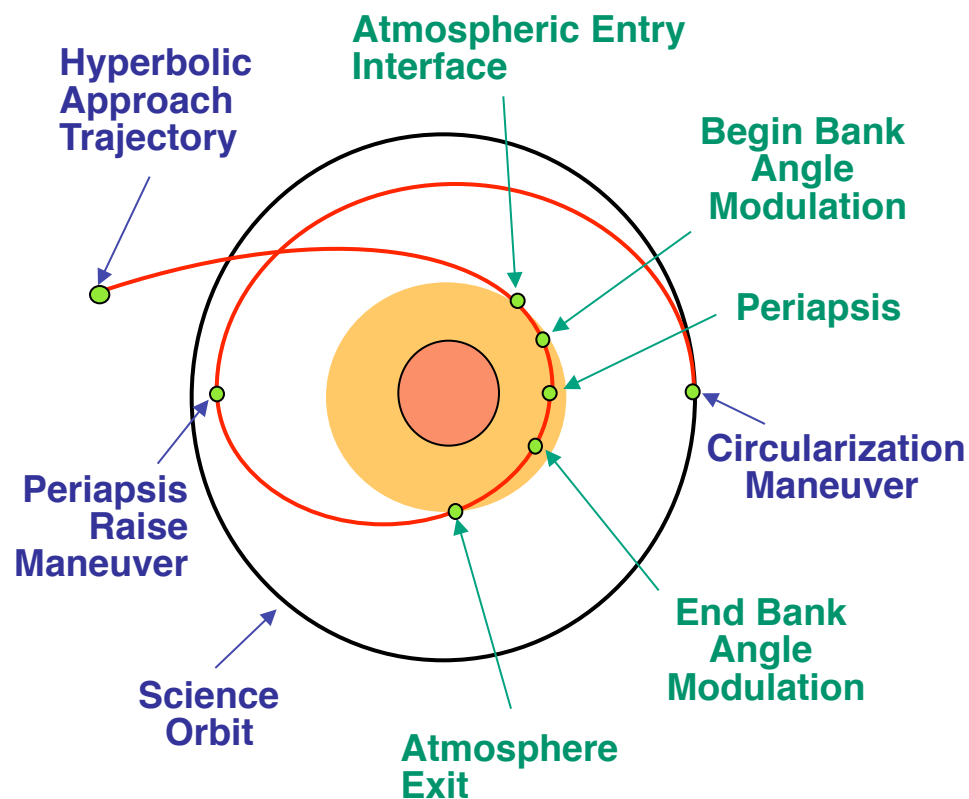 Atmospheric Entry
Interface
Hyperbolic
Approach
Trajectory
Begin Bank
Angle
Modulation
Periapsis
Circularization
Maneuver
Periapsis
Raise
Maneuver
End Bank
Angle
Modulation
Science
Orbit
Atmosphere
Exit